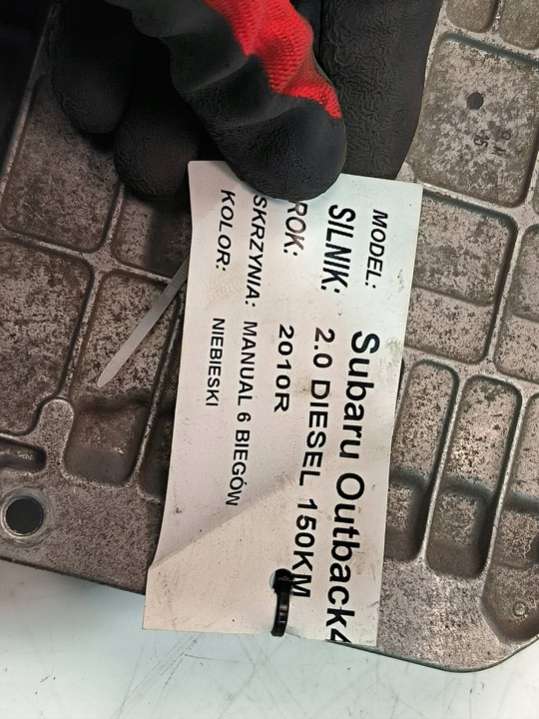 MODEL: Subaru Outback4
SILNIK: 2.0 DIESEL 150KM
ROK: 2010R
SKRZYNIA: MANUAL 6 BIEGÓW
KOLOR: NIEBIESKI